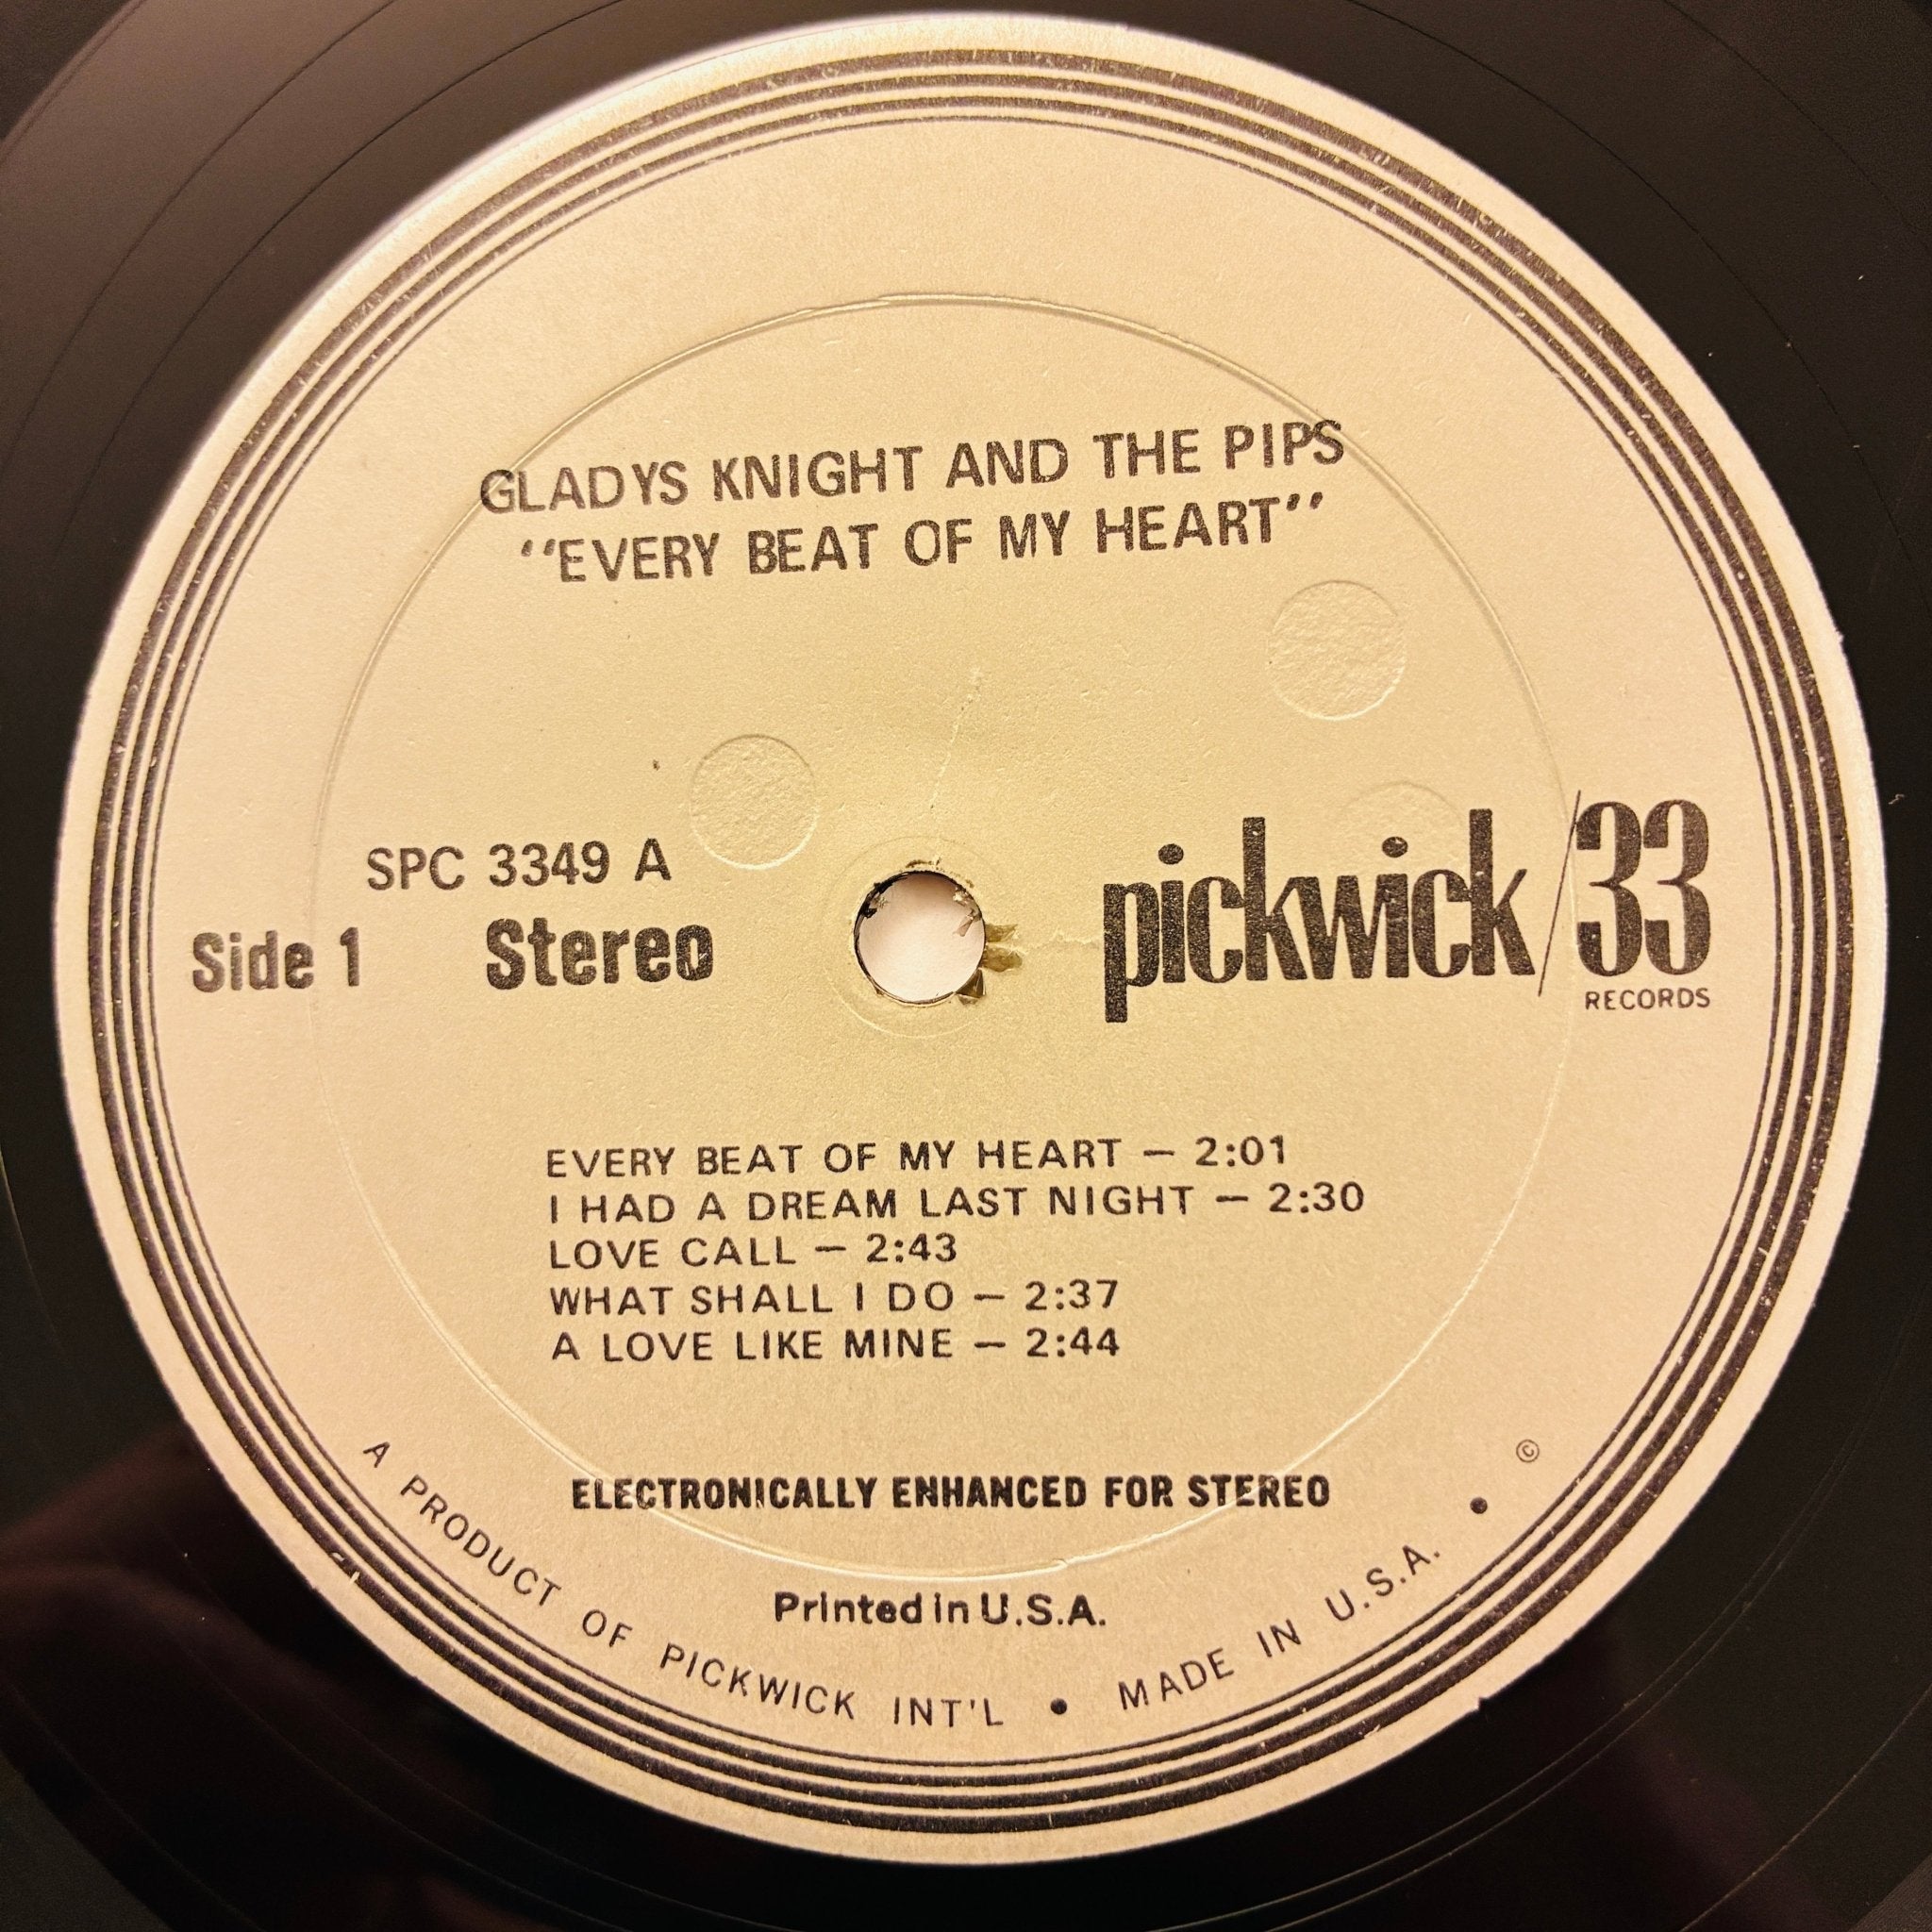 GLADYS KNIGHT AND THE PIPS
"EVERY BEAT OF MY HEART"
SPC 3349 A
Side 1 Stereo
pickwick/33
RECORDS
EVERY BEAT OF MY HEART — 2:01
I HAD A DREAM LAST NIGHT — 2:30
LOVE CALL — 2:43
WHAT SHALL I DO — 2:37
A LOVE LIKE MINE — 2:44
ELECTRONICALLY ENHANCED FOR STEREO
Printed in U.S.A.
A PRODUCT OF PICKWICK INT'L • MADE IN U.S.A. • ©